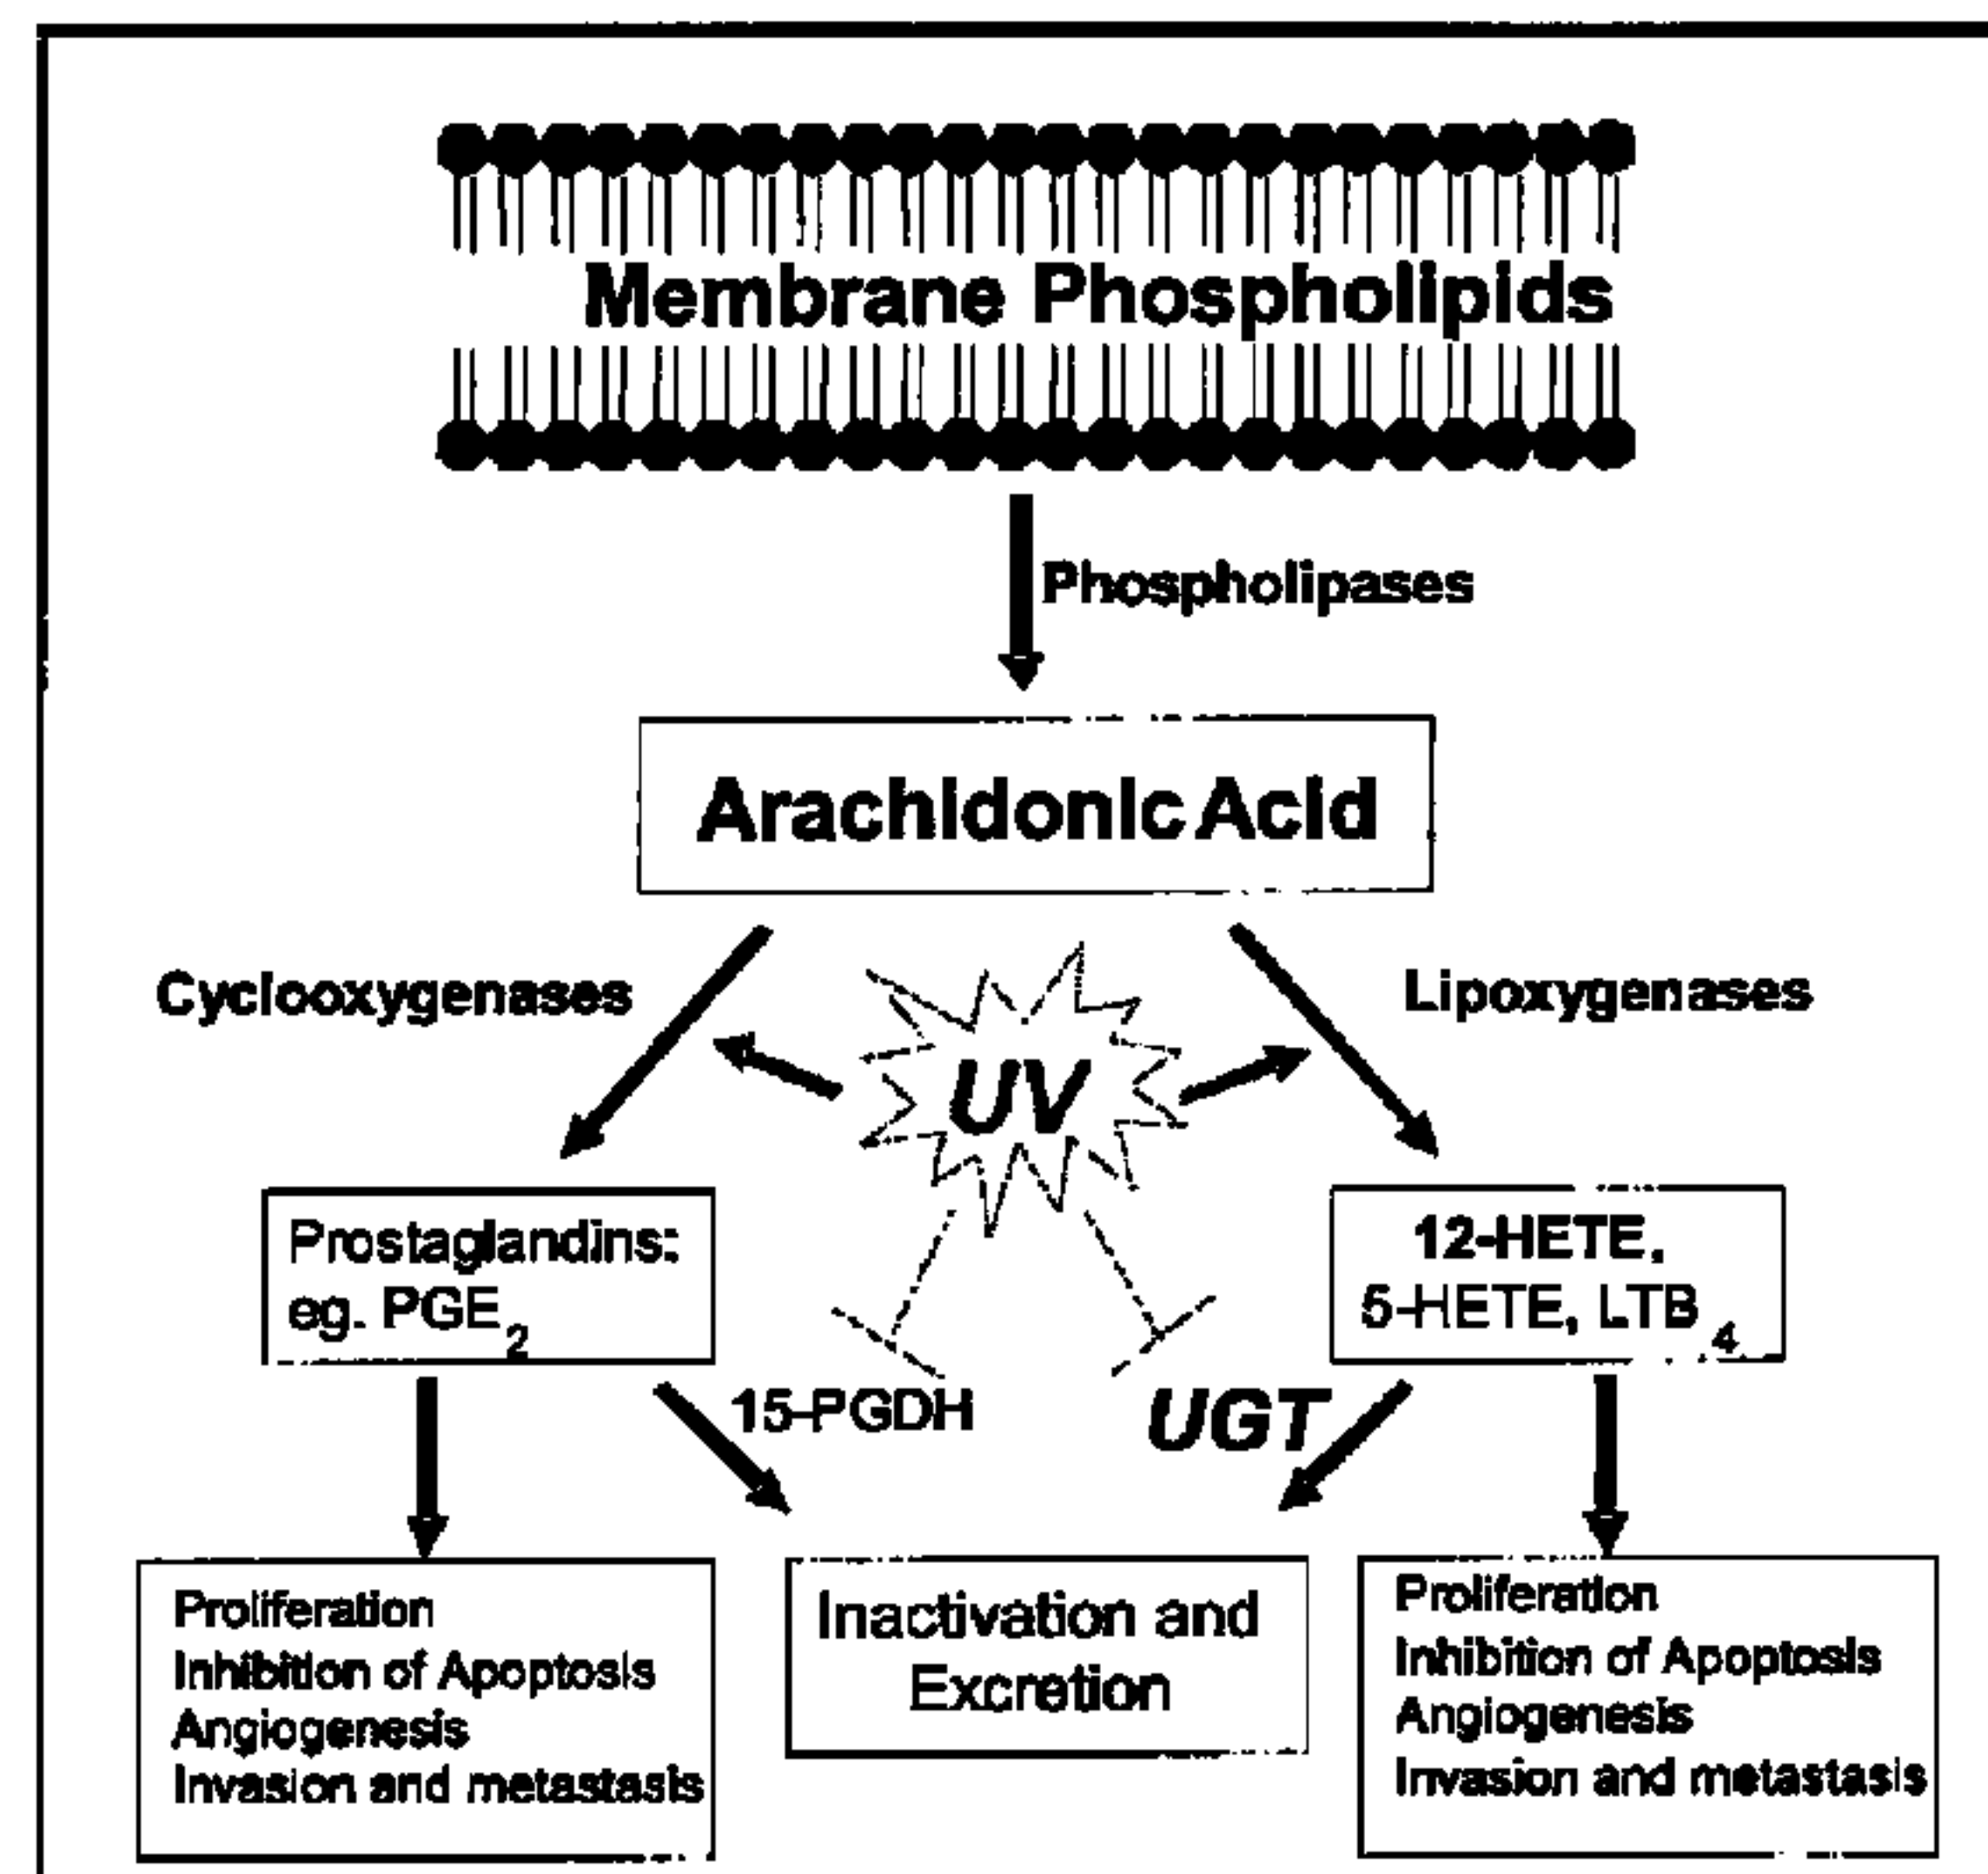 Membrane Phospholipids
Phospholipases
Arachidonic Acid
Cyclooxygenases
Lipoxygenases
UV
Prostaglandins:
eg. PGE2
12-HETE,
5-HETE, LTB4
15-PGDH
UGT
Proliferation
Inhibition of Apoptosis
Angiogenesis
Invasion and metastasis
Inactivation and
Excretion
Proliferation
Inhibition of Apoptosis
Angiogenesis
Invasion and metastasis